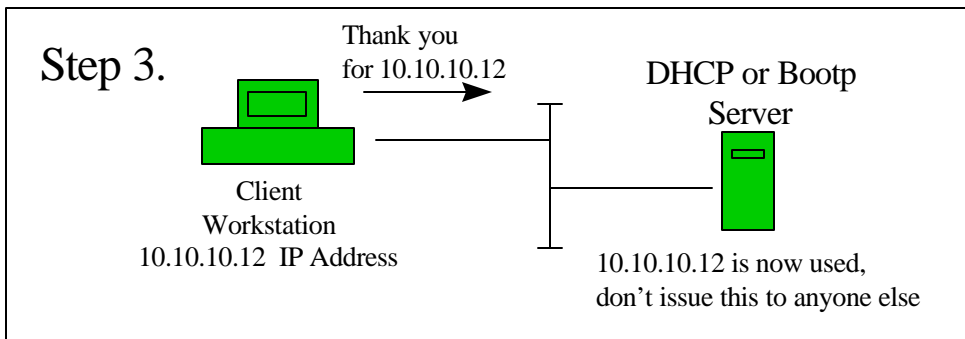 Step 3.
Thank you
for 10.10.10.12
DHCP or Bootp
Server
Client
Workstation
10.10.10.12 IP Address
10.10.10.12 is now used,
don't issue this to anyone else